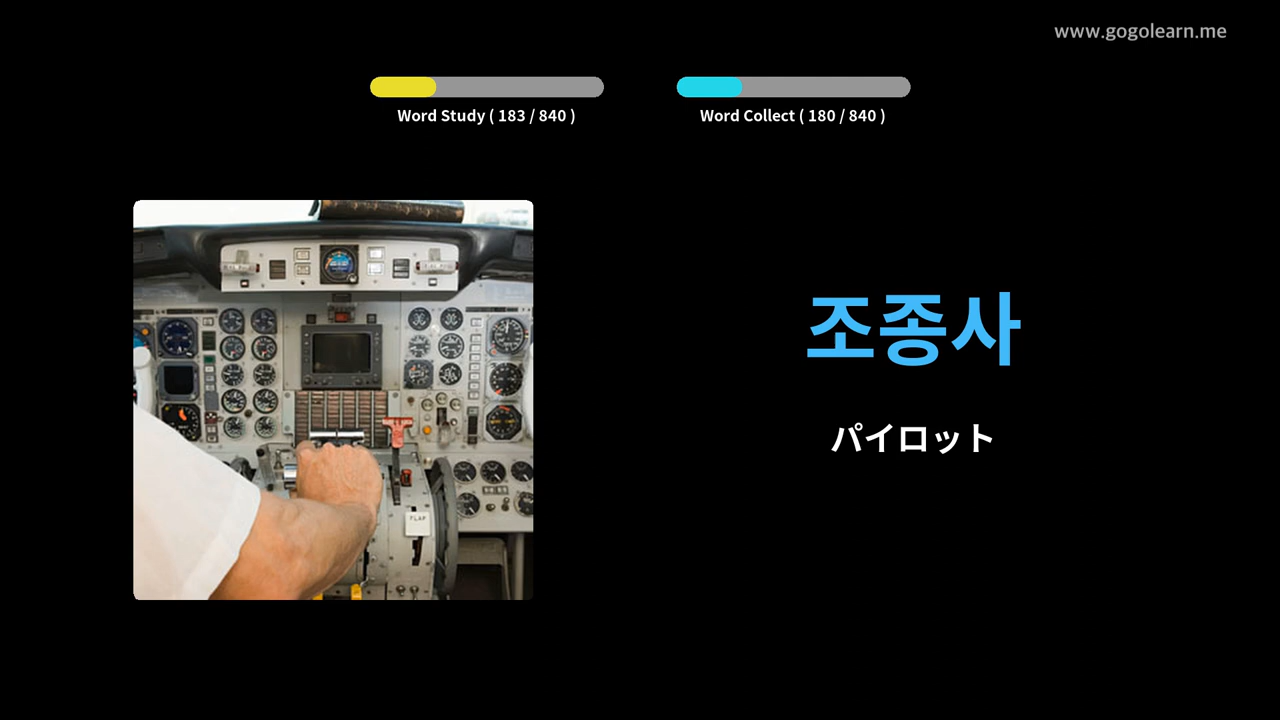 www.gogolearn.me
Word Study ( 183 / 840 )
Word Collect ( 180 / 840 )
조종사
パイロット
FLAP